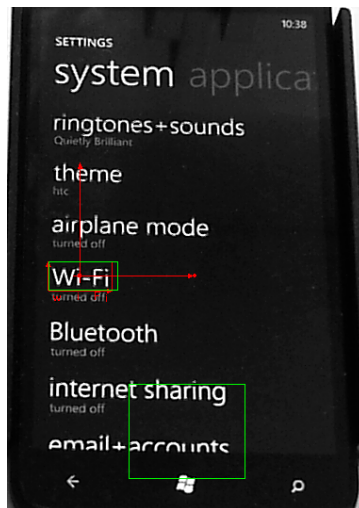 10:38
SETTINGS
system applica
ringtones+sounds
Quietly Brilliant
theme
htc
airplane mode
turned off
Wi-Fi
turned off
Bluetooth
turned off
internet sharing
turned off
email+accounts